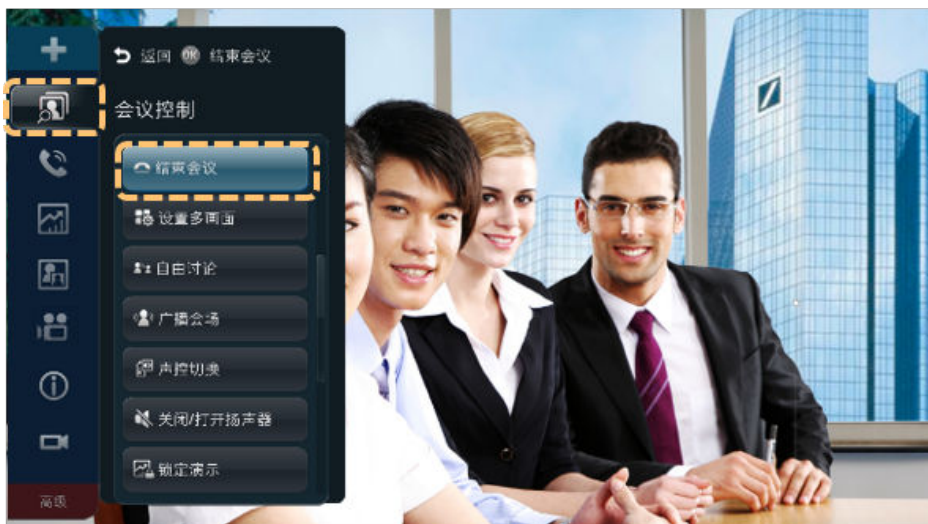 返回 OK 结束会议
会议控制
结束会议
设置多画面
自由讨论
广播会场
声控切换
关闭/打开扬声器
锁定演示
高级